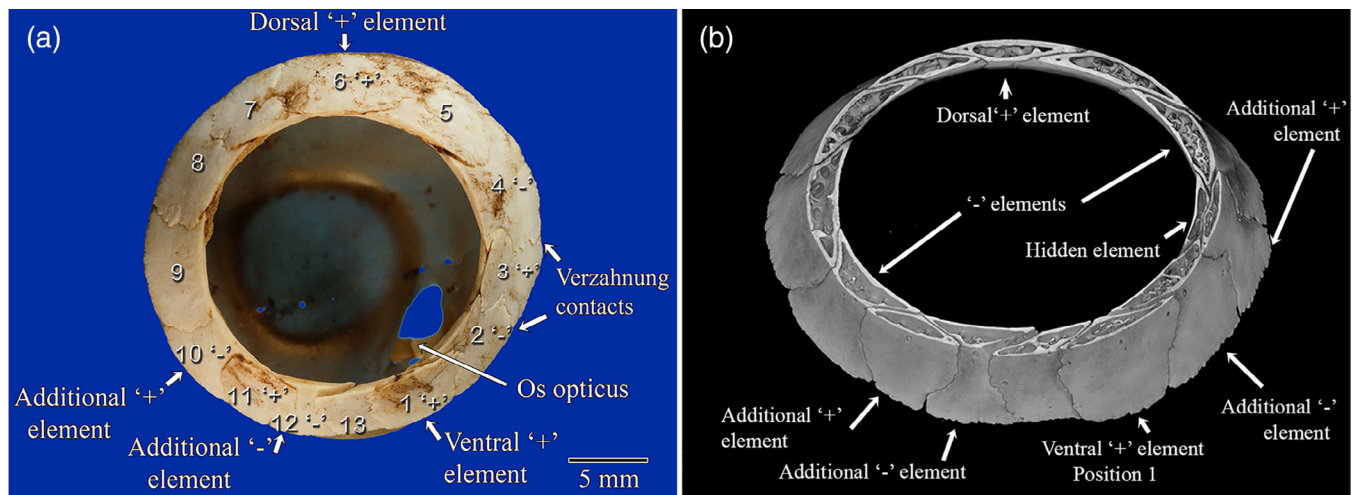 (a)
Dorsal ‘+’ element
6 ‘+’
7
5
8
4 ‘-’
9
3 ‘+’
Verzahnung
contacts
2 ‘-’
10 ‘-’
Os opticus
11 ‘+’
1 ‘+’
Additional ‘+’
element
12 ‘-’
13
Additional ‘-’
element
Ventral ‘+’
element
5 mm
(b)
Dorsal‘+’ element
Additional ‘+’
element
‘-’ elements
Hidden element
Additional ‘+’
element
Additional ‘-’ element
Ventral ‘+’ element
Position 1
Additional ‘-’
element